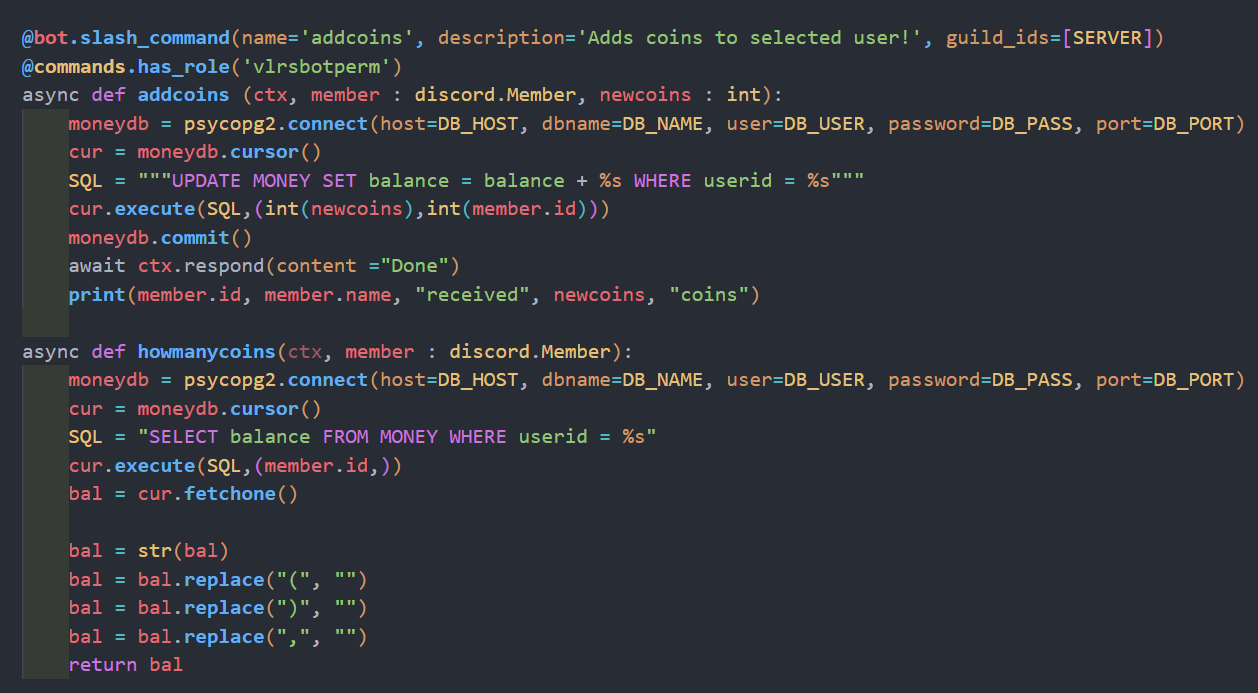 @bot.slash_command(name='addcoins', description='Adds coins to selected user!', guild_ids=[SERVER])
@commands.has_role('vlrsbotperm')
async def addcoins (ctx, member : discord.Member, newcoins : int):
    moneydb = psycopg2.connect(host=DB_HOST, dbname=DB_NAME, user=DB_USER, password=DB_PASS, port=DB_PORT)
    cur = moneydb.cursor()
    SQL = """UPDATE MONEY SET balance = balance + %s WHERE userid = %s"""
    cur.execute(SQL,(int(newcoins),int(member.id)))
    moneydb.commit()
    await ctx.respond(content ="Done")
    print(member.id, member.name, "received", newcoins, "coins")

async def howmanycoins(ctx, member : discord.Member):
    moneydb = psycopg2.connect(host=DB_HOST, dbname=DB_NAME, user=DB_USER, password=DB_PASS, port=DB_PORT)
    cur = moneydb.cursor()
    SQL = "SELECT balance FROM MONEY WHERE userid = %s"
    cur.execute(SQL,(member.id,))
    bal = cur.fetchone()

    bal = str(bal)
    bal = bal.replace("(", "")
    bal = bal.replace(")", "")
    bal = bal.replace(",", "")
    return bal